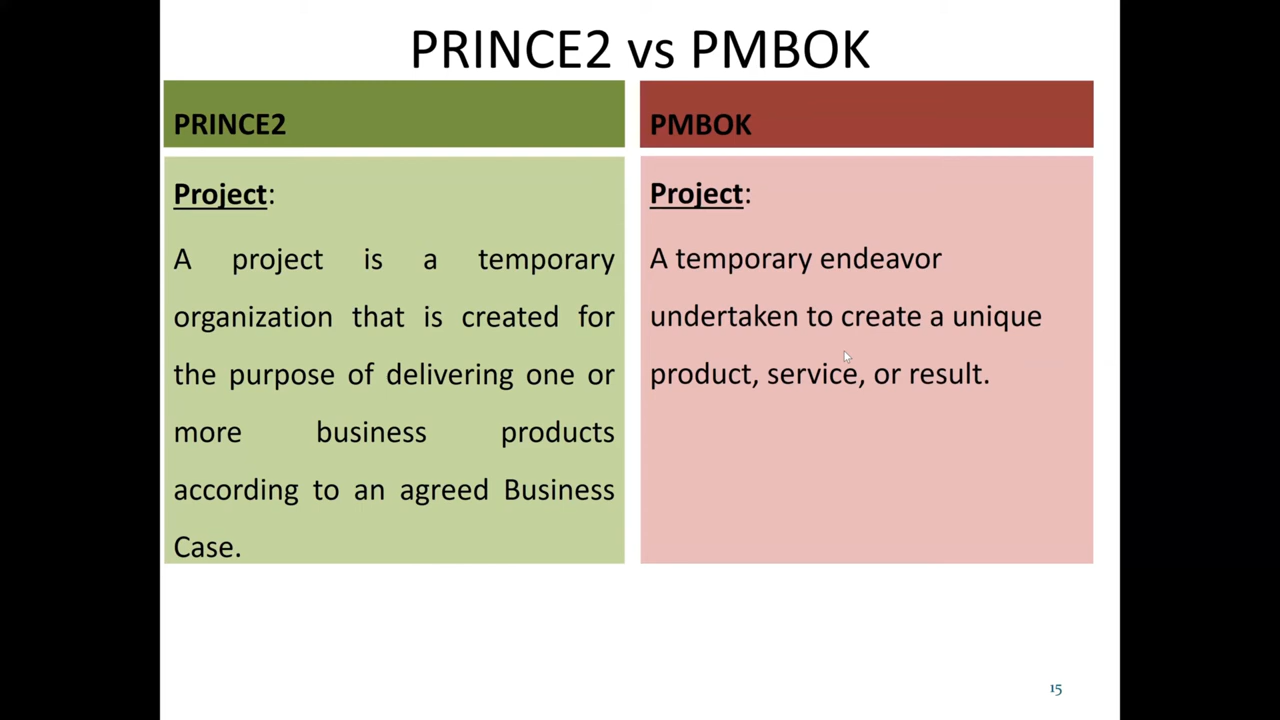 PRINCE2 vs PMBOK
PRINCE2
Project:
A project is a temporary
organization that is created for
the purpose of delivering one or
more business products
according to an agreed Business
Case.
PMBOK
Project:
A temporary endeavor
undertaken to create a unique
product, service, or result.
15